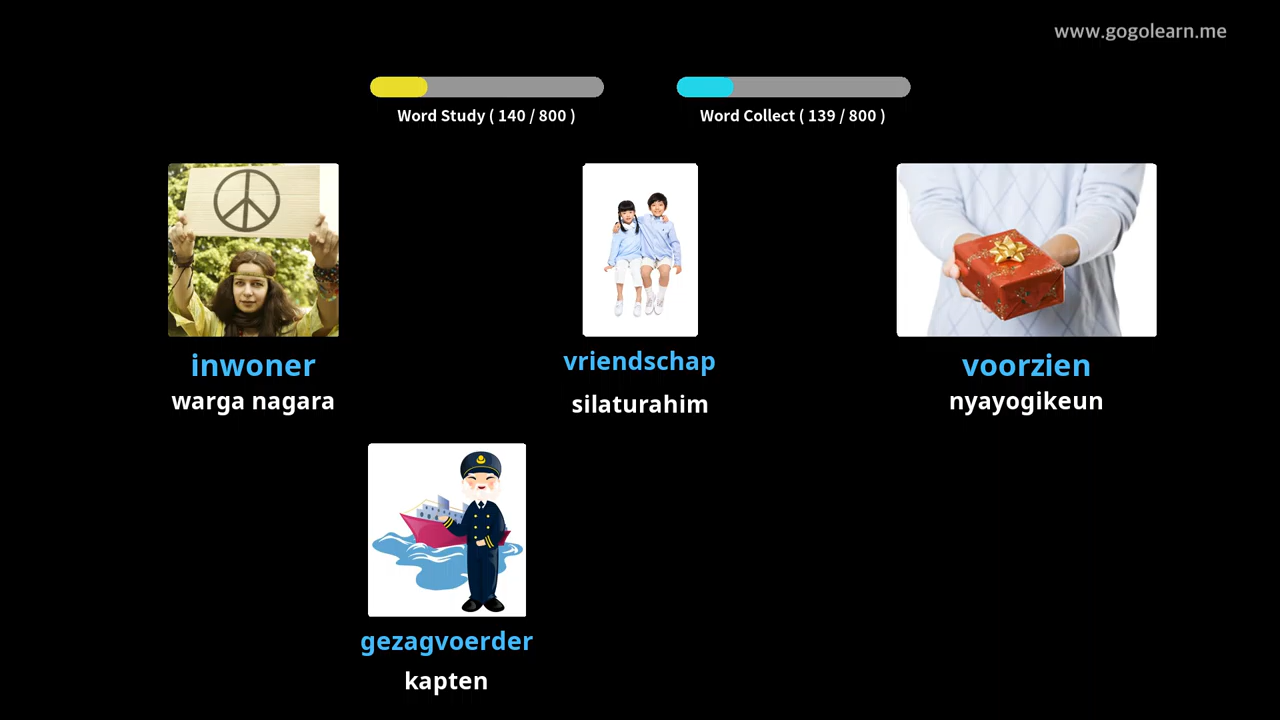 www.gogolearn.me
Word Study ( 140 / 800 )
Word Collect ( 139 / 800 )
inwoner
warga nagara
vriendschap
silaturahim
voorzien
nyayogikeun
gezagvoerder
kapten